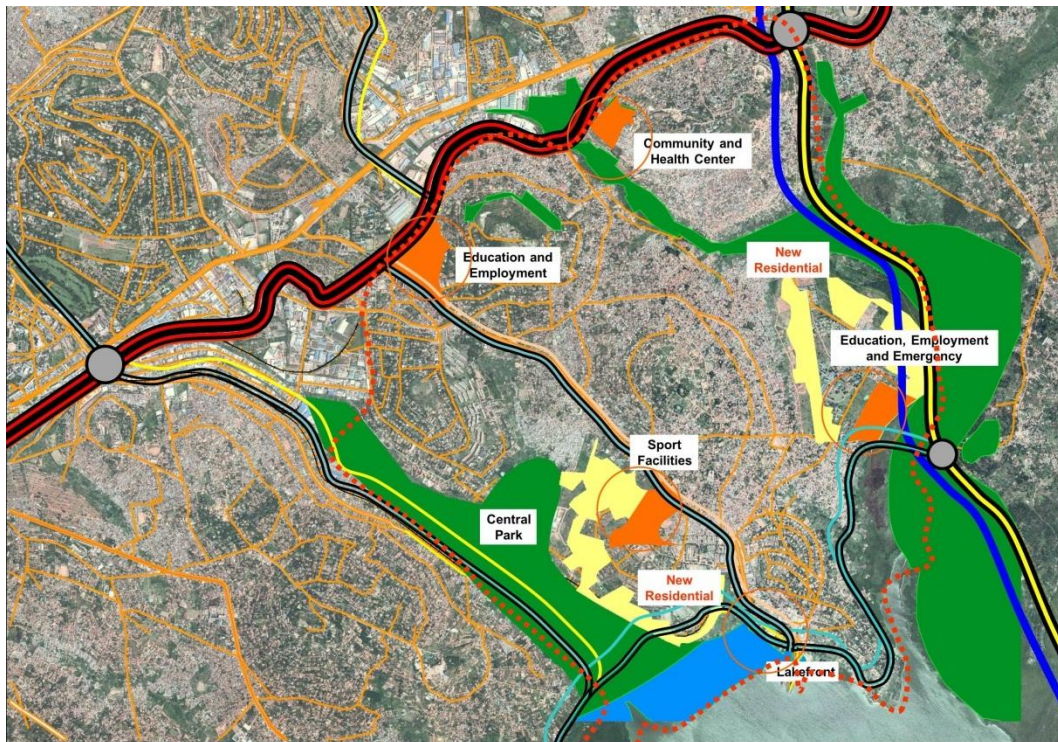 Community and
Health Center
Education and
Employment
New
Residential
Education, Employment
and Emergency
Sport
Facilities
Central
Park
New
Residential
Lakefront